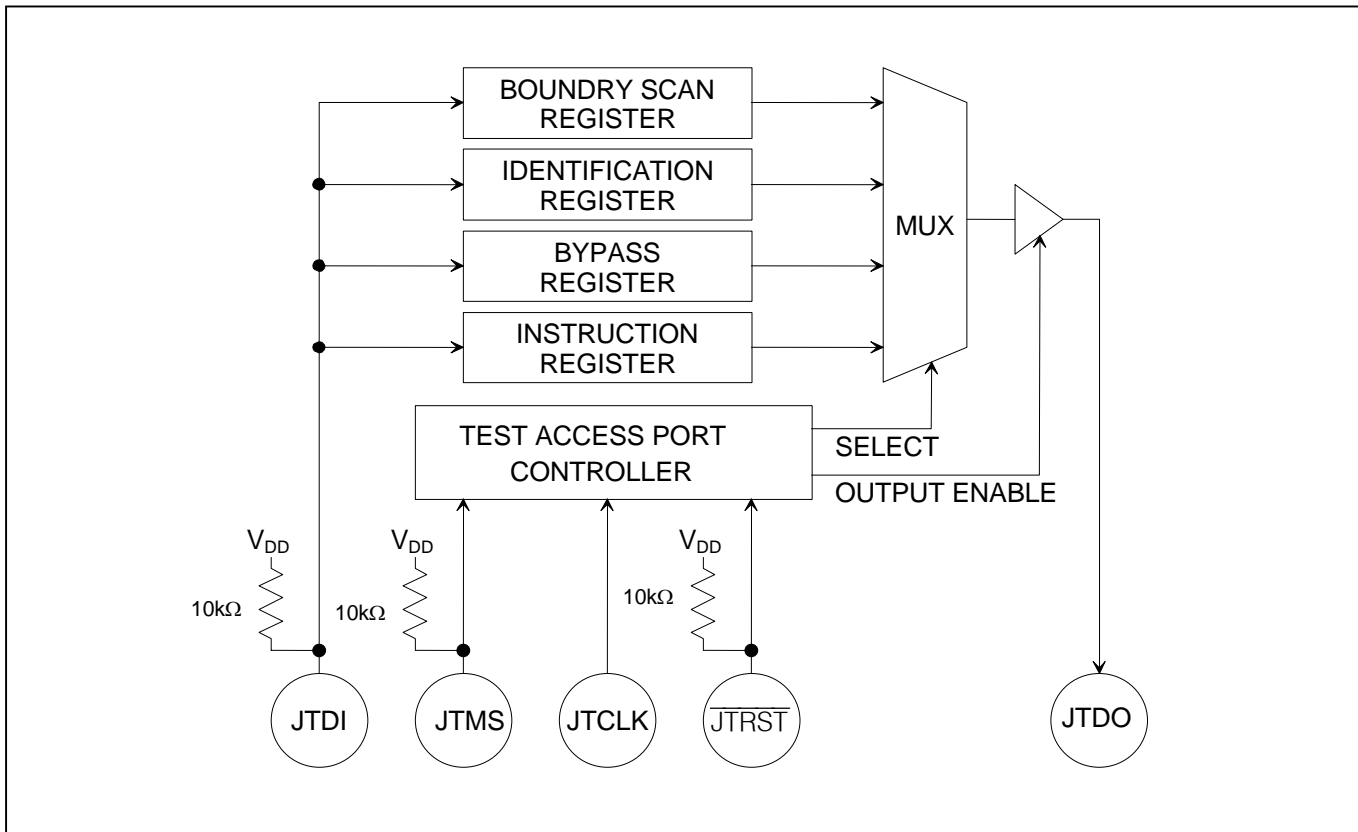 BOUNDRY SCAN
REGISTER
IDENTIFICATION
REGISTER
BYPASS
REGISTER
INSTRUCTION
REGISTER
MUX
TEST ACCESS PORT
CONTROLLER
SELECT
OUTPUT ENABLE
VDD
10kΩ
VDD
10kΩ
VDD
10kΩ
JTDI
JTMS
JTCLK
JTRST
JTDO